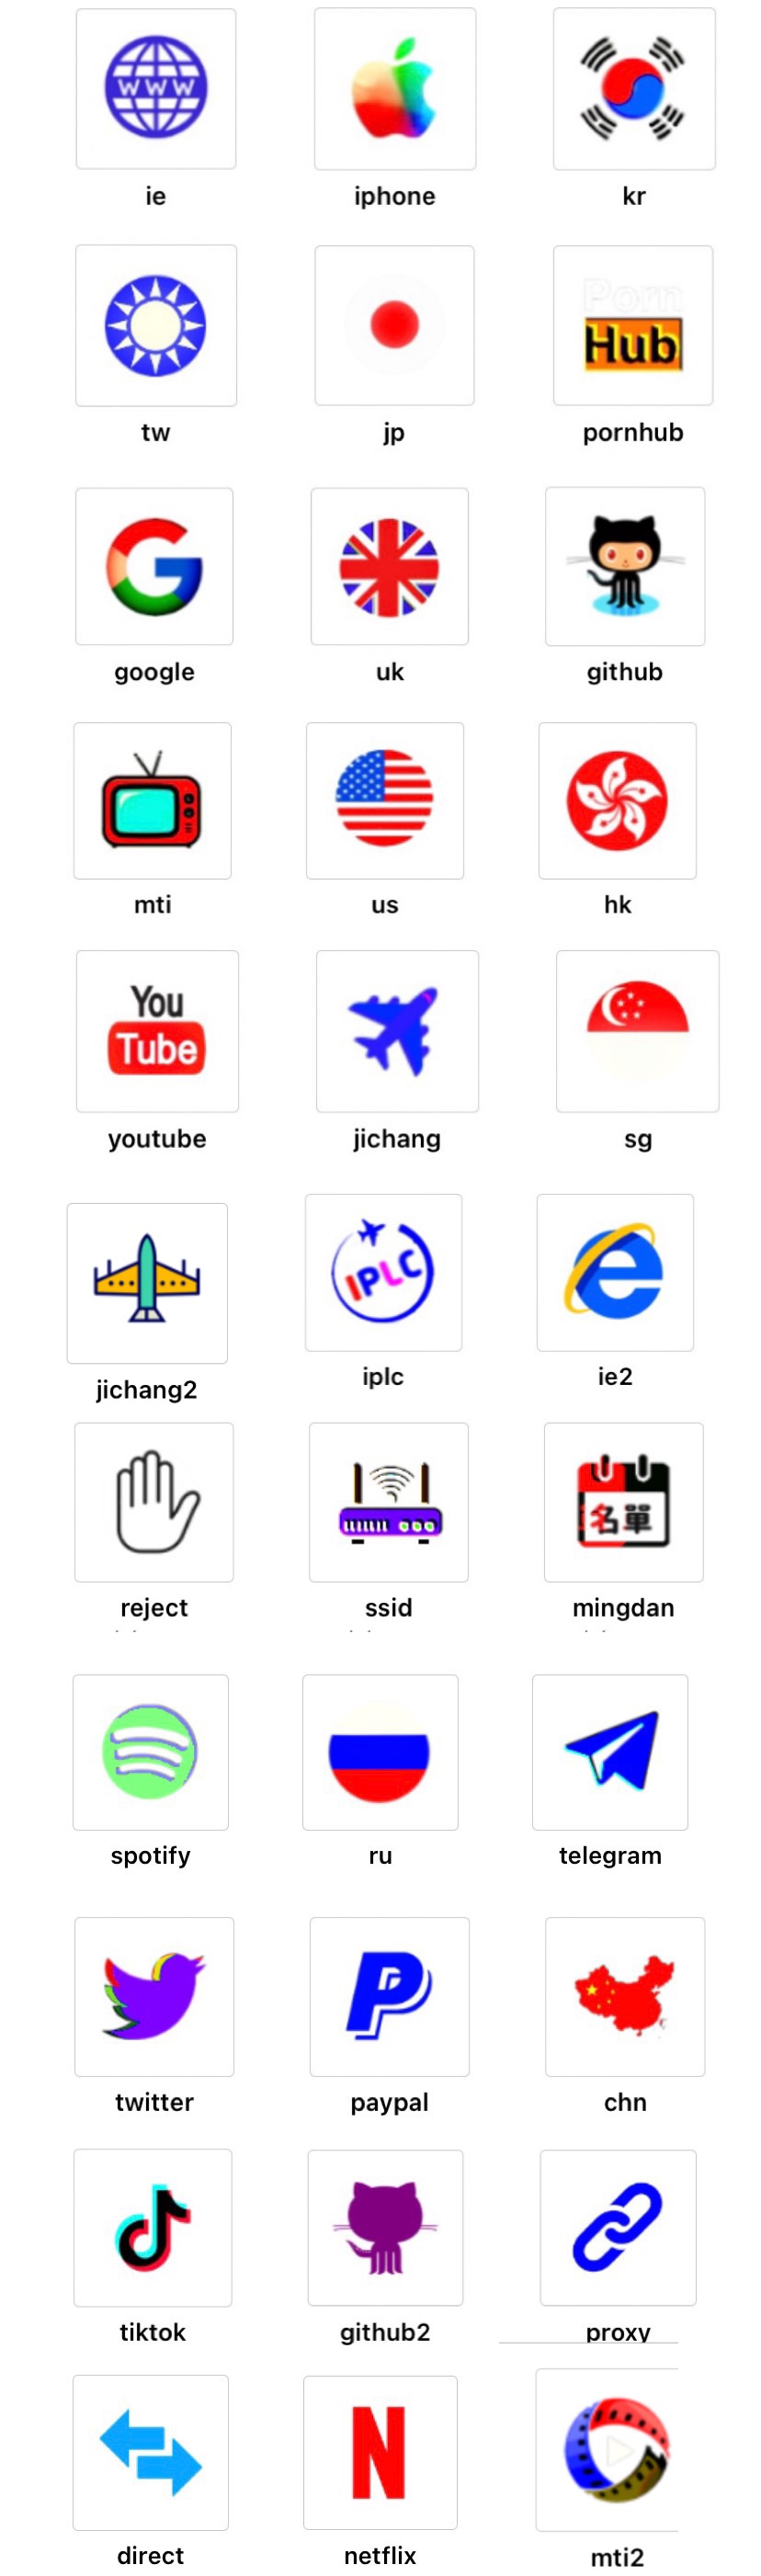 WWW
ie iphone kr
Porn
Hub
tw jp pornhub
G
google uk github
mti us hk
You
Tube
youtube jichang sg
IPLC e
jichang2 iplc ie2
名單
reject ssid mingdan
spotify ru telegram
P
twitter paypal chn
tiktok github2 proxy
N
direct netflix mti2